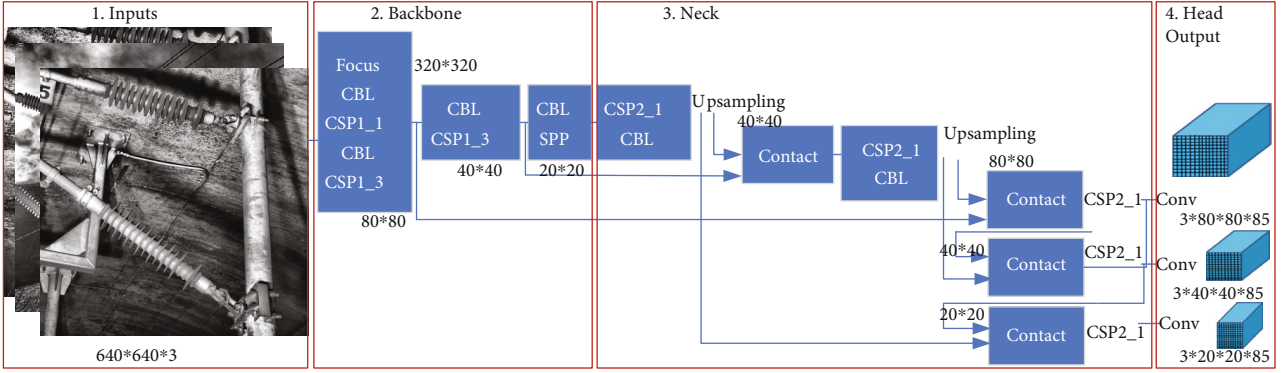 1. Inputs
640*640*3
2. Backbone
Focus
CBL
CSP1_1
CBL
CSP1_3
320*320
80*80
CBL
CSP1_3
40*40
CBL
SPP
20*20
3. Neck
CSP2_1
CBL
Upsampling
40*40
Contact
CSP2_1
CBL
Upsampling
80*80
Contact
CSP2_1
40*40
Contact
CSP2_1
20*20
Contact
CSP2_1
4. Head
Output
Conv
3*80*80*85
Conv
3*40*40*85
Conv
3*20*20*85